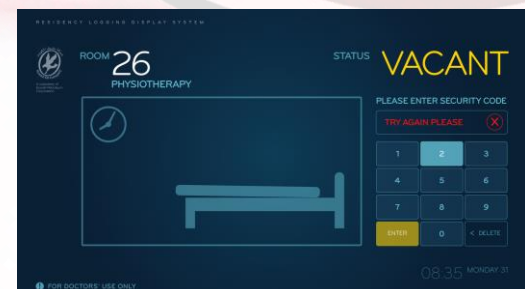 RESIDENCY LOGGING DISPLAY SYSTEM
ROOM 26
PHYSIOTHERAPY
STATUS VACANT
PLEASE ENTER SECURITY CODE
TRY AGAIN PLEASE X
1 2 3
4 5 6
7 8 9
ENTER 0 < DELETE
08.35 MONDAY 31
FOR DOCTORS' USE ONLY